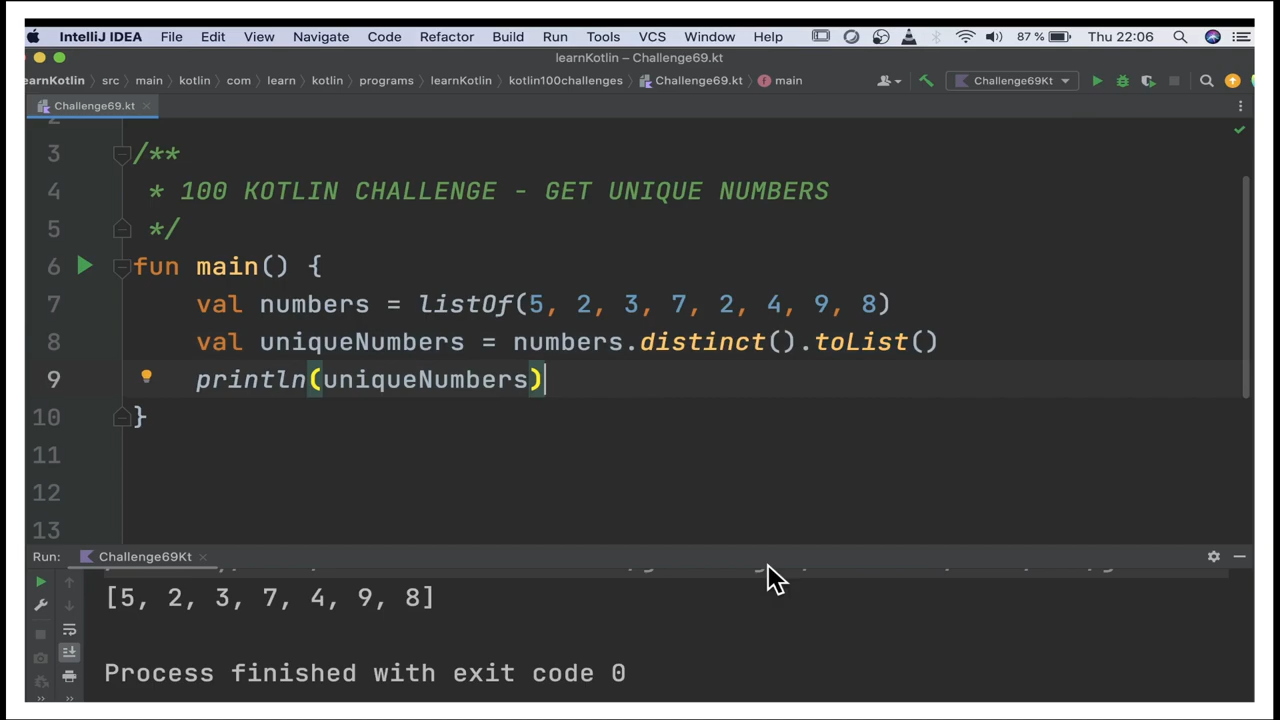 IntelliJ IDEA File Edit View Navigate Code Refactor Build Run Tools VCS Window Help 87 % Thu 22:06
learnKotlin – Challenge69.kt
earnKotlin src main kotlin com learn kotlin programs learnKotlin kotlin100challenges Challenge69.kt main Challenge69Kt
Challenge69.kt
2
3 /**
4 * 100 KOTLIN CHALLENGE - GET UNIQUE NUMBERS
5 */
6 fun main() {
7 val numbers = listOf(5, 2, 3, 7, 2, 4, 9, 8)
8 val uniqueNumbers = numbers.distinct().toList()
9 println(uniqueNumbers)
10 }
11
12
13
Run: Challenge69Kt
[5, 2, 3, 7, 4, 9, 8]
Process finished with exit code 0